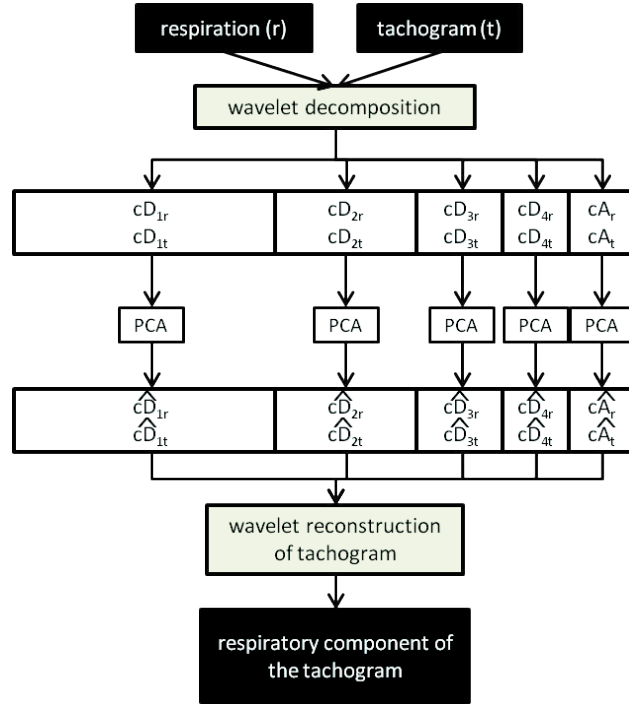 respiration (r) tachogram (t)
wavelet decomposition
cD₁ᵣ cD₂ᵣ cD₃ᵣ cD₄ᵣ cAᵣ
cD₁ₜ cD₂ₜ cD₃ₜ cD₄ₜ cAₜ
PCA PCA PCA PCA PCA
ĉD₁ᵣ ĉD₂ᵣ ĉD₃ᵣ ĉD₄ᵣ ĉAᵣ
ĉD₁ₜ ĉD₂ₜ ĉD₃ₜ ĉD₄ₜ ĉAₜ
wavelet reconstruction
of tachogram
respiratory component of
the tachogram